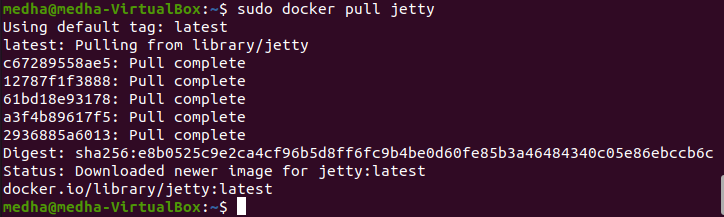 medha@medha-VirtualBox:~$ sudo docker pull jetty
Using default tag: latest
latest: Pulling from library/jetty
c67289558ae5: Pull complete
12787f1f3888: Pull complete
61bd18e93178: Pull complete
a3f4b89617f5: Pull complete
2936885a6013: Pull complete
Digest: sha256:e8b0525c9e2ca4cf96b5d8ff6fc9b4be0d60fe85b3a46484340c05e86ebccb6c
Status: Downloaded newer image for jetty:latest
docker.io/library/jetty:latest
medha@medha-VirtualBox:~$